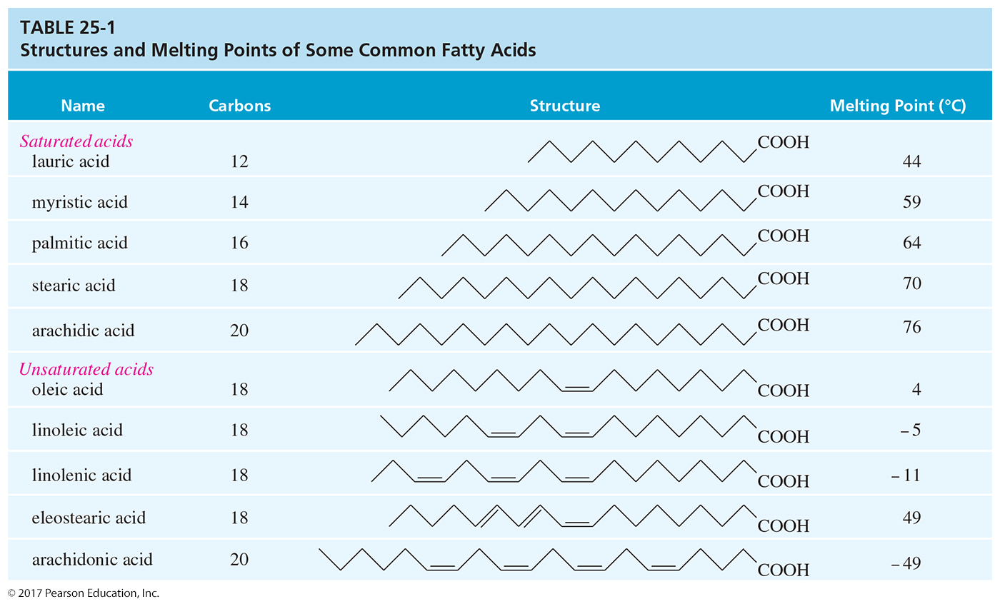 TABLE 25-1
Structures and Melting Points of Some Common Fatty Acids
Name Carbons Structure Melting Point (°C)
Saturated acids
COOH
lauric acid 12 44
COOH
myristic acid 14 59
COOH
palmitic acid 16 64
COOH
stearic acid 18 70
COOH
arachidic acid 20 76
Unsaturated acids
oleic acid 18 COOH 4
linoleic acid 18 COOH –5
linolenic acid 18 COOH –11
eleostearic acid 18 COOH 49
arachidonic acid 20 COOH –49
© 2017 Pearson Education, Inc.